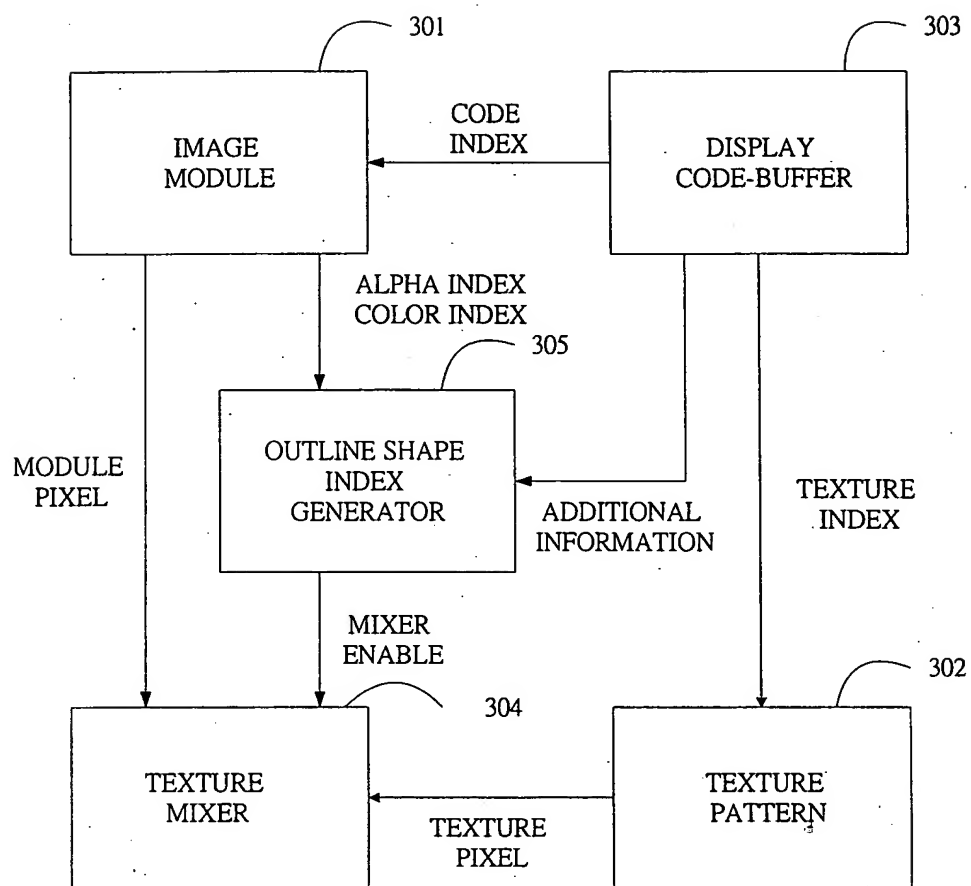 301
303
IMAGE
MODULE
CODE
INDEX
DISPLAY
CODE-BUFFER
ALPHA INDEX
COLOR INDEX
305
MODULE
PIXEL
OUTLINE SHAPE
INDEX
GENERATOR
ADDITIONAL
INFORMATION
TEXTURE
INDEX
MIXER
ENABLE
302
304
TEXTURE
MIXER
TEXTURE
PIXEL
TEXTURE
PATTERN